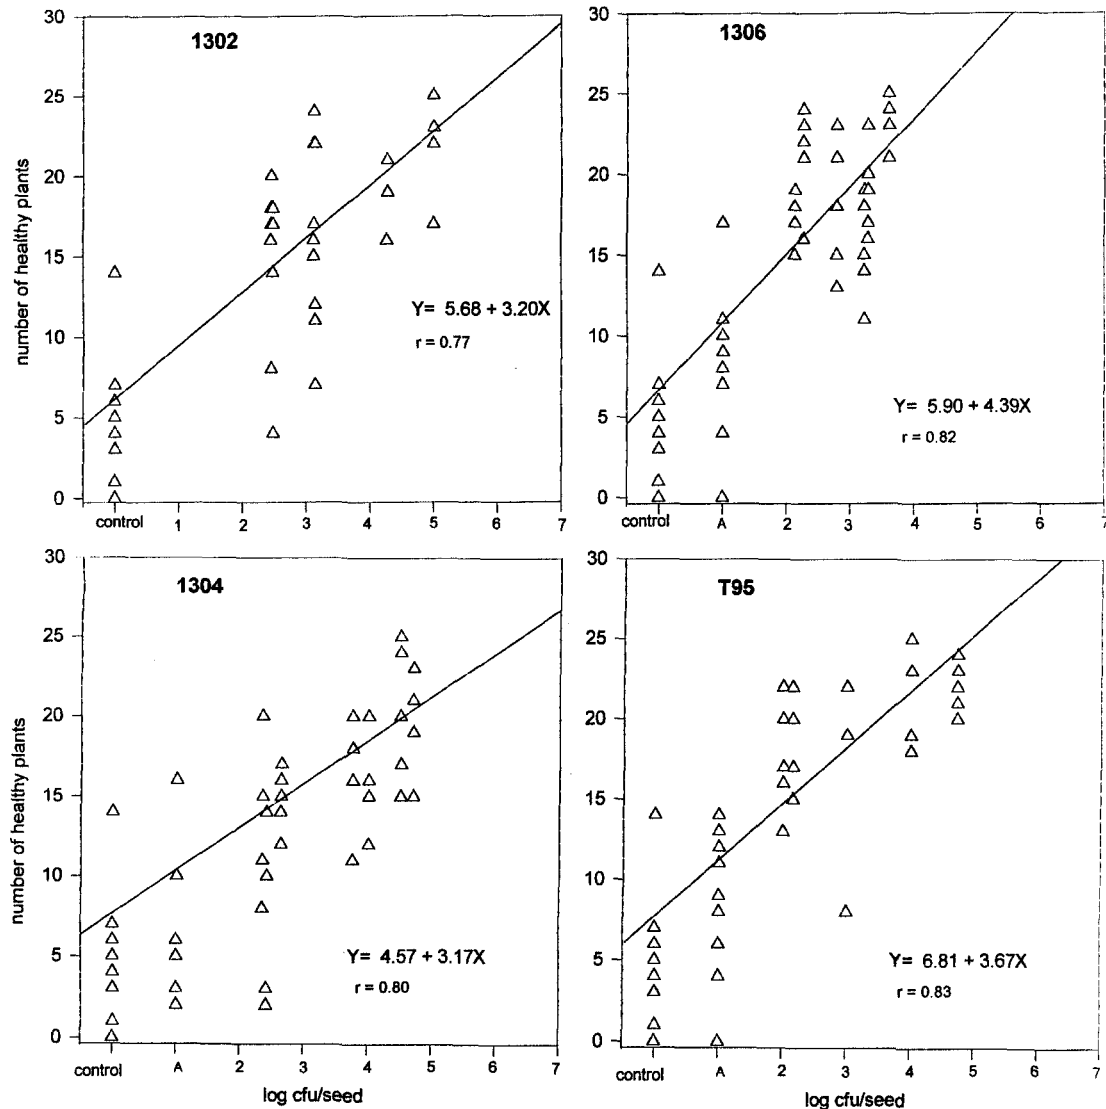 1302
30
25
20
15
10
5
0
number of healthy plants
Y= 5.68 + 3.20X
r = 0.77
control 1 2 3 4 5 6 7
1306
30
25
20
15
10
5
0
Y= 5.90 + 4.39X
r = 0.82
control A 2 3 4 5 6 7
1304
30
25
20
15
10
5
0
number of healthy plants
Y= 4.57 + 3.17X
r = 0.80
control A 2 3 4 5 6 7
log cfu/seed
T95
30
25
20
15
10
5
0
Y= 6.81 + 3.67X
r = 0.83
control A 2 3 4 5 6 7
log cfu/seed